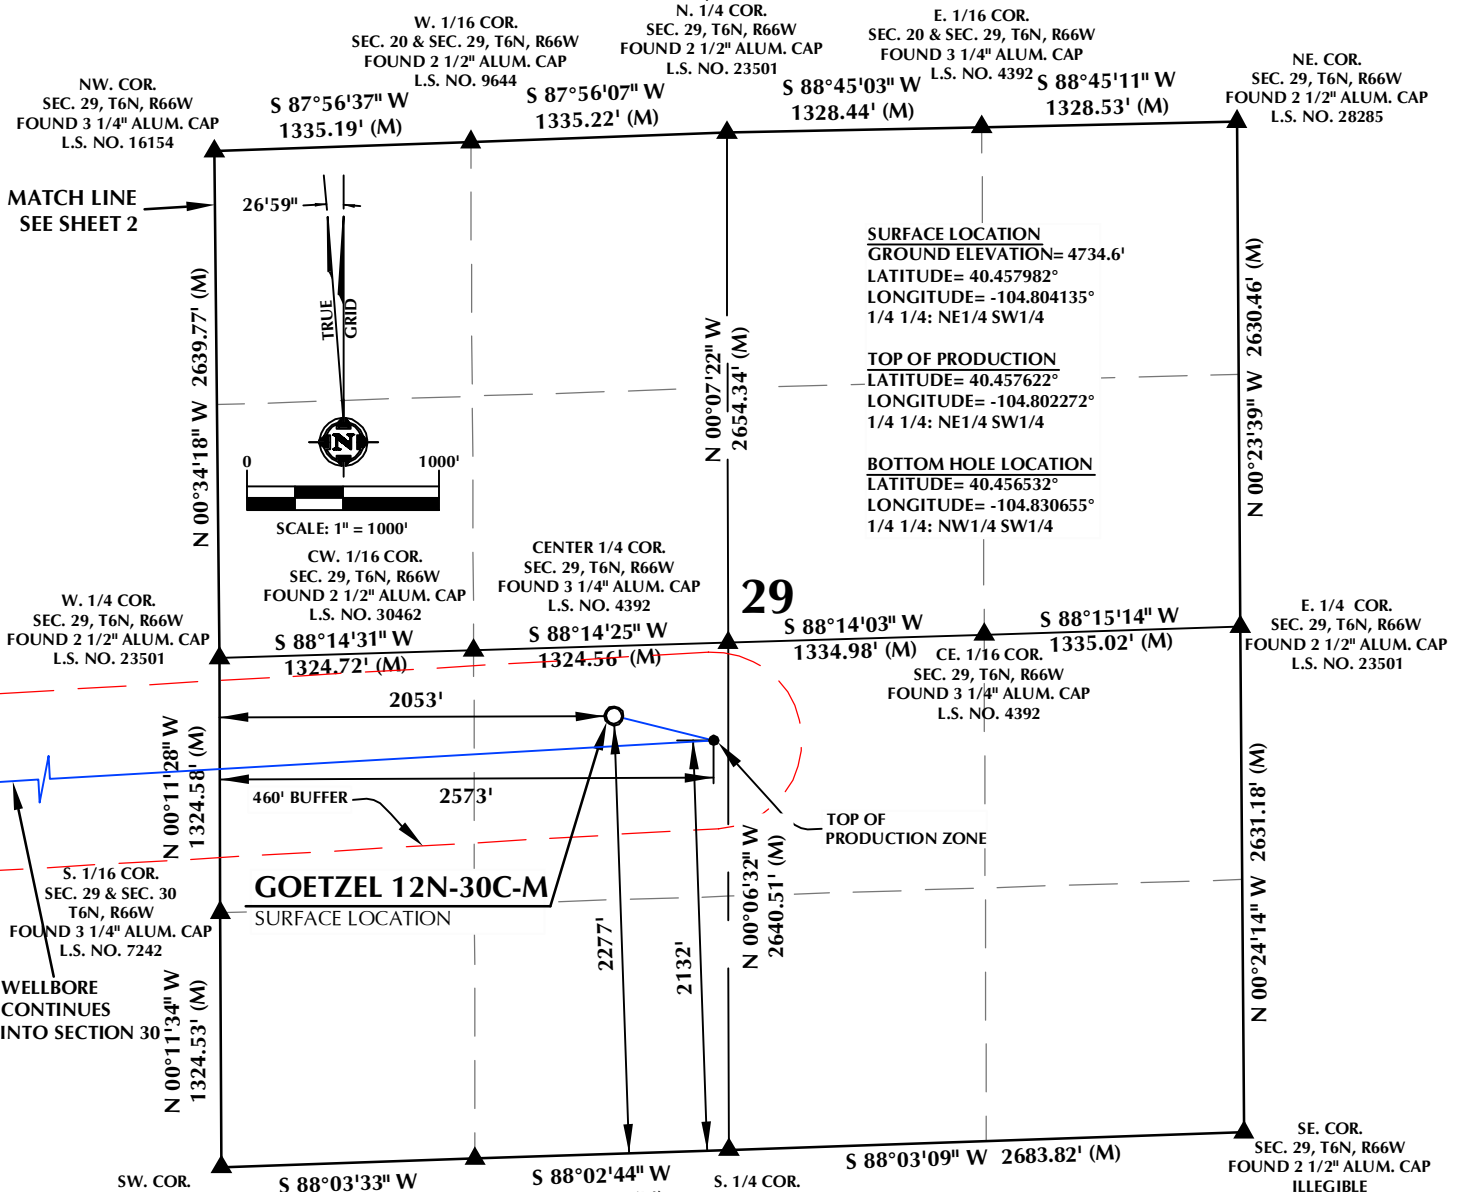 W. 1/16 COR.
SEC. 20 & SEC. 29, T6N, R66W
FOUND 2 1/2" ALUM. CAP
L.S. NO. 9644
N. 1/4 COR.
SEC. 29, T6N, R66W
FOUND 2 1/2" ALUM. CAP
L.S. NO. 23501
E. 1/16 COR.
SEC. 20 & SEC. 29, T6N, R66W
FOUND 3 1/4" ALUM. CAP
L.S. NO. 4392
NW. COR.
SEC. 29, T6N, R66W
FOUND 3 1/4" ALUM. CAP
L.S. NO. 16154
NE. COR.
SEC. 29, T6N, R66W
FOUND 2 1/2" ALUM. CAP
L.S. NO. 28285
S 87°56'37" W
1335.19' (M)
S 87°56'07" W
1335.22' (M)
S 88°45'03" W
1328.44' (M)
S 88°45'11" W
1328.53' (M)
MATCH LINE
SEE SHEET 2
26'59"
TRUE
GRID
N
0 1000'
SCALE: 1" = 1000'
N 00°34'18" W 2639.77' (M)
N 00°07'22" W
2654.34' (M)
N 00°23'39" W 2630.46' (M)
SURFACE LOCATION
GROUND ELEVATION= 4734.6'
LATITUDE= 40.457982°
LONGITUDE= -104.804135°
1/4 1/4: NE1/4 SW1/4
TOP OF PRODUCTION
LATITUDE= 40.457622°
LONGITUDE= -104.802272°
1/4 1/4: NE1/4 SW1/4
BOTTOM HOLE LOCATION
LATITUDE= 40.456532°
LONGITUDE= -104.830655°
1/4 1/4: NW1/4 SW1/4
W. 1/4 COR.
SEC. 29, T6N, R66W
FOUND 2 1/2" ALUM. CAP
L.S. NO. 23501
CW. 1/16 COR.
SEC. 29, T6N, R66W
FOUND 2 1/2" ALUM. CAP
L.S. NO. 30462
CENTER 1/4 COR.
SEC. 29, T6N, R66W
FOUND 3 1/4" ALUM. CAP
L.S. NO. 4392
29
E. 1/4 COR.
SEC. 29, T6N, R66W
FOUND 2 1/2" ALUM. CAP
L.S. NO. 23501
S 88°14'31" W
1324.72' (M)
S 88°14'25" W
1324.56' (M)
S 88°14'03" W
1334.98' (M)
S 88°15'14" W
1335.02' (M)
CE. 1/16 COR.
SEC. 29, T6N, R66W
FOUND 3 1/4" ALUM. CAP
L.S. NO. 4392
2053'
2573'
460' BUFFER
TOP OF
PRODUCTION ZONE
N 00°11'28" W
1324.58' (M)
GOETZEL 12N-30C-M
SURFACE LOCATION
S. 1/16 COR.
SEC. 29 & SEC. 30
T6N, R66W
FOUND 3 1/4" ALUM. CAP
L.S. NO. 7242
WELLBORE
CONTINUES
INTO SECTION 30
2277'
2132'
N 00°06'32" W
2640.51' (M)
N 00°24'14" W 2631.18' (M)
N 00°11'34" W
1324.53' (M)
SW. COR.
S 88°03'33" W
S 88°02'44" W
S. 1/4 COR.
S 88°03'09" W 2683.82' (M)
SE. COR.
SEC. 29, T6N, R66W
FOUND 2 1/2" ALUM. CAP
ILLEGIBLE